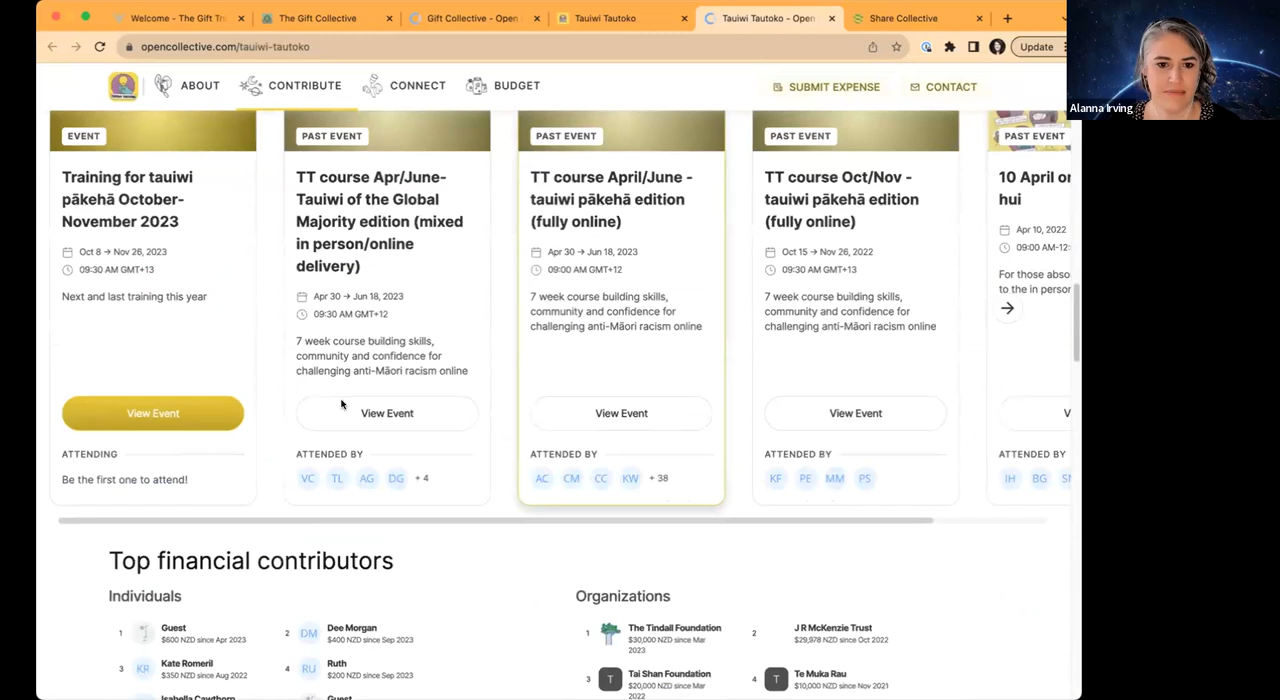 Welcome - The Gift Tr
The Gift Collective
Gift Collective - Open
Tauiwi Tautoko
Tauiwi Tautoko - Open
Share Collective
opencollective.com/tauiwi-tautoko
Update
Alanna Irving
ABOUT
CONTRIBUTE
CONNECT
BUDGET
SUBMIT EXPENSE
CONTACT
EVENT
Training for tauiwi
pākehā October-
November 2023
Oct 8 → Nov 26, 2023
09:30 AM GMT+13
Next and last training this year
View Event
ATTENDING
Be the first one to attend!
PAST EVENT
TT course Apr/June-
Tauiwi of the Global
Majority edition (mixed
in person/online
delivery)
Apr 30 → Jun 18, 2023
09:30 AM GMT+12
7 week course building skills,
community and confidence for
challenging anti-Māori racism online
View Event
ATTENDED BY
VC TL AG DG + 4
PAST EVENT
TT course April/June -
tauiwi pākehā edition
(fully online)
Apr 30 → Jun 18, 2023
09:00 AM GMT+12
7 week course building skills,
community and confidence for
challenging anti-Māori racism online
View Event
ATTENDED BY
AC CM CC KW + 38
PAST EVENT
TT course Oct/Nov -
tauiwi pākehā edition
(fully online)
Oct 15 → Nov 26, 2022
09:30 AM GMT+13
7 week course building skills,
community and confidence for
challenging anti-Māori racism online
View Event
ATTENDED BY
KF PE MM PS
PAST EVENT
10 April or
hui
Apr 10, 2022
09:00 AM-12:
For those abso
to the in person
V
ATTENDED BY
IH BG
Top financial contributors
Individuals
1 Guest
$600 NZD since Apr 2023
2 DM Dee Morgan
$400 NZD since Sep 2023
3 KR Kate Romeril
$350 NZD since Aug 2022
4 RU Ruth
$200 NZD since Sep 2023
Isabella Cawthorn
Guest
Organizations
1 The Tindall Foundation
$30,000 NZD since Mar
2023
2 J R McKenzie Trust
$29,978 NZD since Oct 2022
3 T Tai Shan Foundation
$20,000 NZD since Mar
2022
4 T Te Muka Rau
$10,000 NZD since Nov 2021